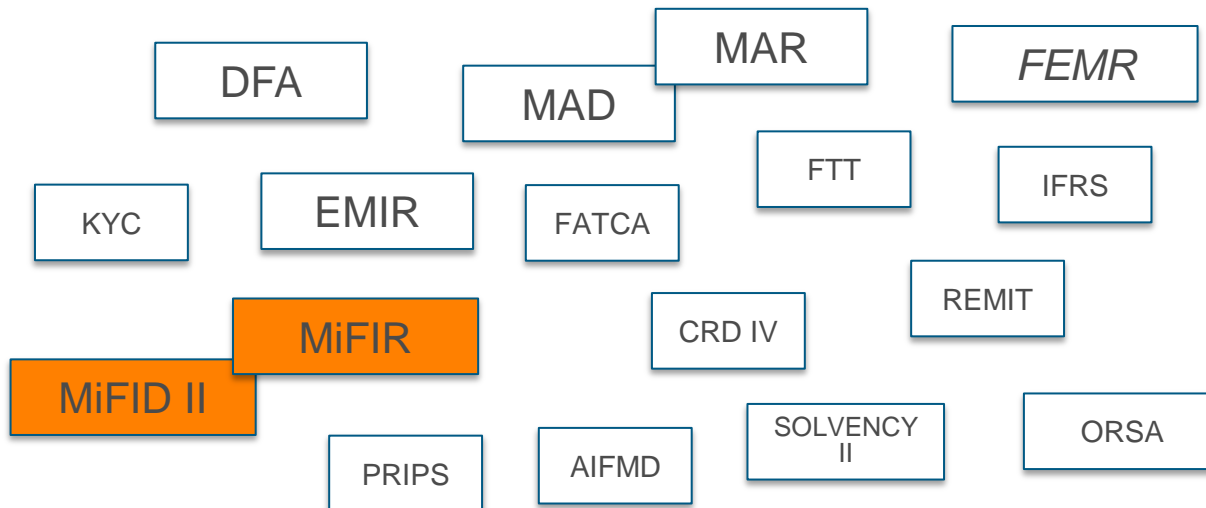 MAR
FEMR
DFA
MAD
FTT
IFRS
KYC
EMIR
FATCA
REMIT
MiFIR
CRD IV
MiFID II
SOLVENCY
II
ORSA
PRIPS
AIFMD